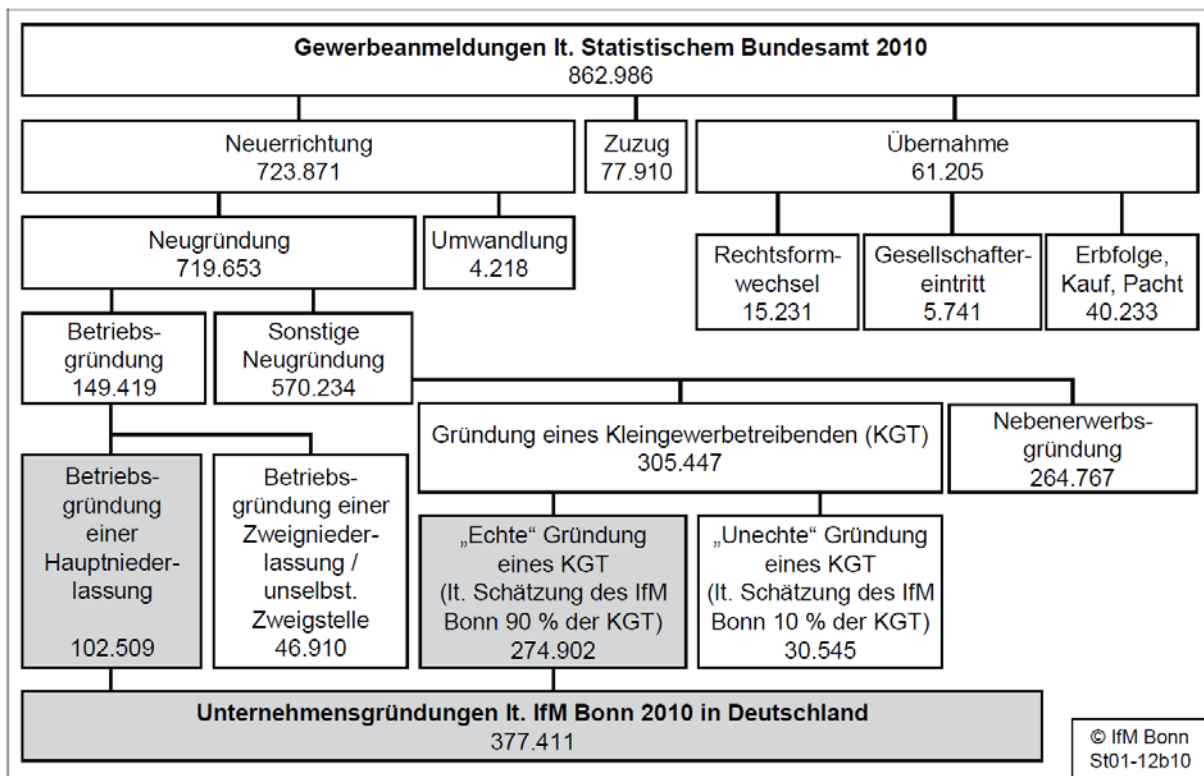 Gewerbeanmeldungen lt. Statistischem Bundesamt 2010
862.986
Neuerrichtung
723.871
Zuzug
77.910
Übernahme
61.205
Neugründung
719.653
Umwandlung
4.218
Rechtsform-
wechsel
15.231
Gesellschafter-
eintritt
5.741
Erbfolge,
Kauf, Pacht
40.233
Betriebs-
gründung
149.419
Sonstige
Neugründung
570.234
Gründung eines Kleingewerbetreibenden (KGT)
305.447
Nebenerwerbs-
gründung
264.767
Betriebs-
gründung
einer
Hauptnieder-
lassung
102.509
Betriebs-
gründung einer
Zweignieder-
lassung /
unselbst.
Zweigstelle
46.910
„Echte“ Gründung
eines KGT
(lt. Schätzung des IfM
Bonn 90 % der KGT)
274.902
„Unechte“ Gründung
eines KGT
(lt. Schätzung des IfM
Bonn 10 % der KGT)
30.545
Unternehmensgründungen lt. IfM Bonn 2010 in Deutschland
377.411
© IfM Bonn
St01-12b10